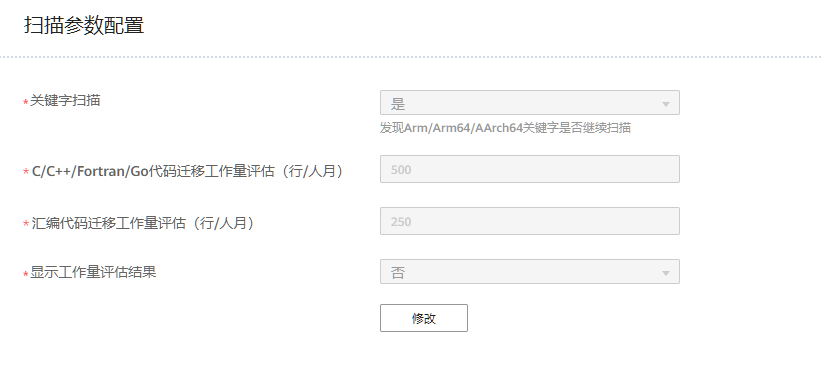 扫描参数配置
*关键字扫描
是
发现Arm/Arm64/AArch64关键字是否继续扫描
*C/C++/Fortran/Go代码迁移工作量评估（行/人月）
500
*汇编代码迁移工作量评估（行/人月）
250
*显示工作量评估结果
否
修改